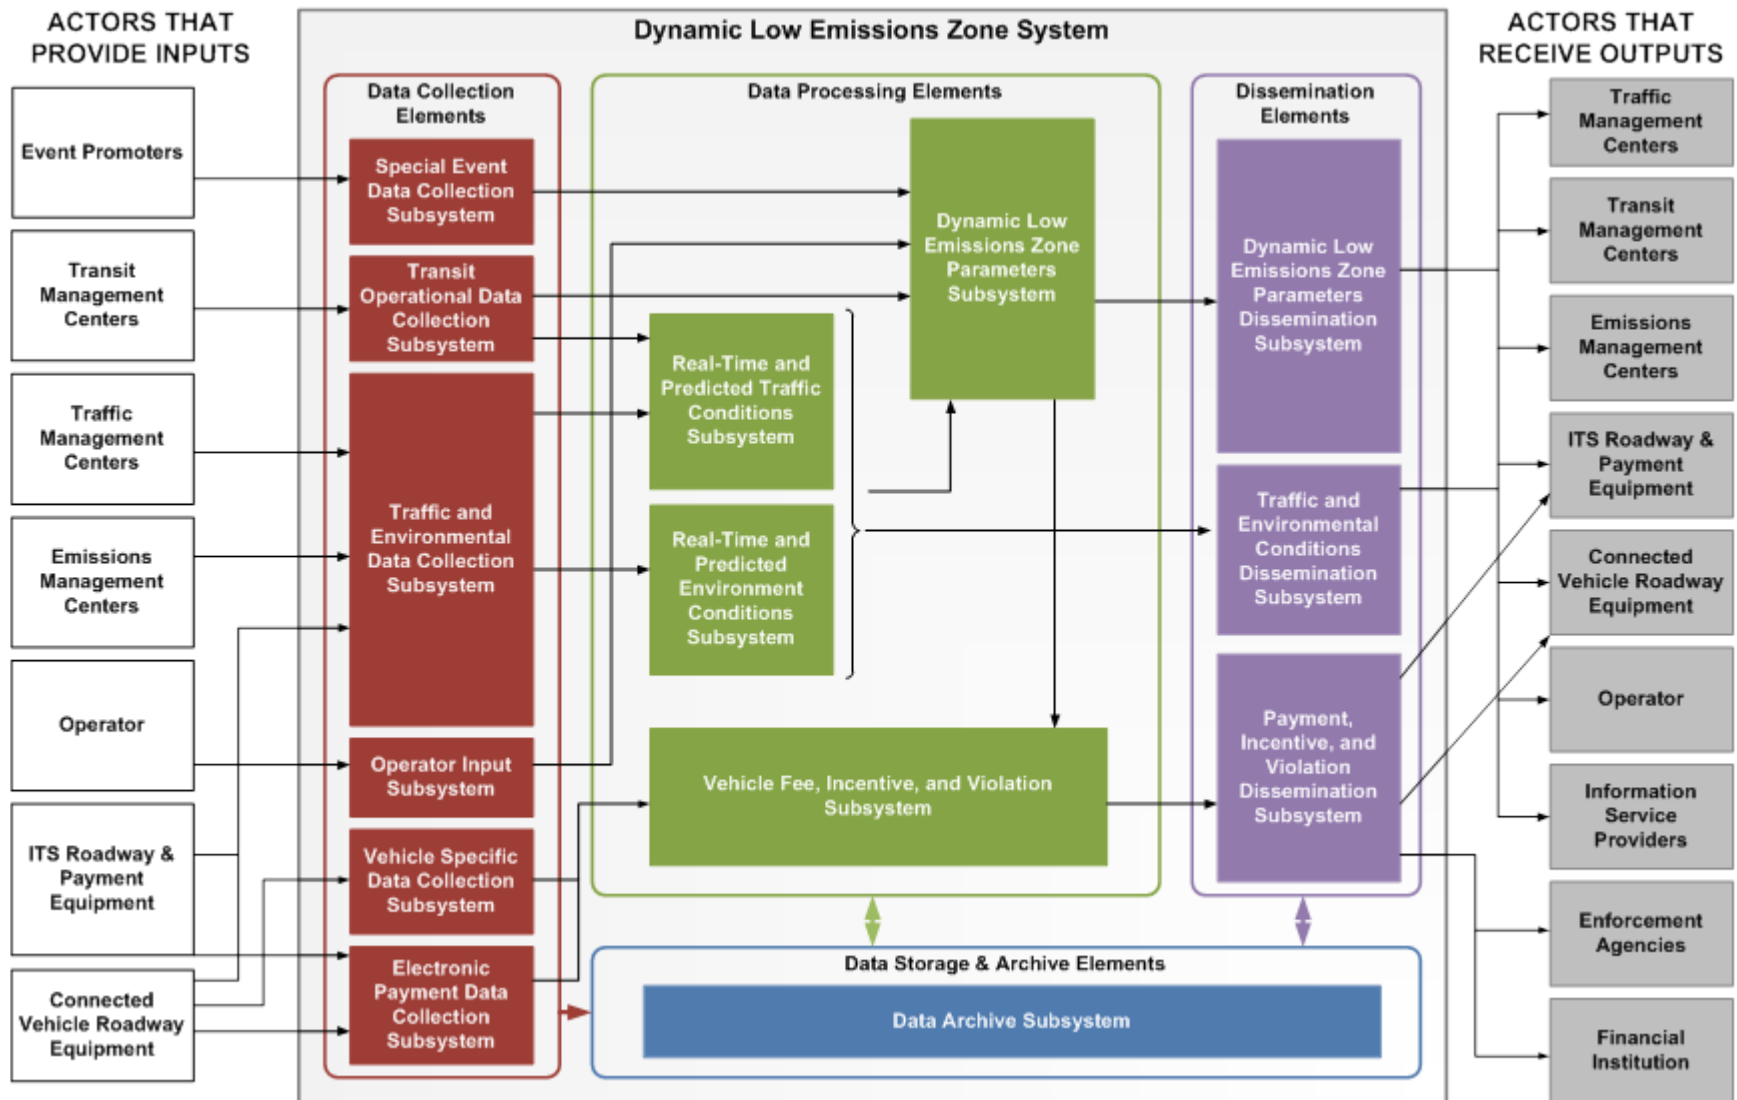 ACTORS THAT
PROVIDE INPUTS
Event Promoters
Transit
Management
Centers
Traffic
Management
Centers
Emissions
Management
Centers
Operator
ITS Roadway &
Payment
Equipment
Connected
Vehicle Roadway
Equipment
Dynamic Low Emissions Zone System
Data Collection
Elements
Special Event
Data Collection
Subsystem
Transit
Operational Data
Collection
Subsystem
Traffic and
Environmental
Data Collection
Subsystem
Operator Input
Subsystem
Vehicle Specific
Data Collection
Subsystem
Electronic
Payment Data
Collection
Subsystem
Data Processing Elements
Dynamic Low
Emissions Zone
Parameters
Subsystem
Real-Time and
Predicted Traffic
Conditions
Subsystem
Real-Time and
Predicted
Environment
Conditions
Subsystem
Vehicle Fee, Incentive, and Violation
Subsystem
Dissemination
Elements
Dynamic Low
Emissions Zone
Parameters
Dissemination
Subsystem
Traffic and
Environmental
Conditions
Dissemination
Subsystem
Payment,
Incentive, and
Violation
Dissemination
Subsystem
Data Storage & Archive Elements
Data Archive Subsystem
ACTORS THAT
RECEIVE OUTPUTS
Traffic
Management
Centers
Transit
Management
Centers
Emissions
Management
Centers
ITS Roadway &
Payment
Equipment
Connected
Vehicle Roadway
Equipment
Operator
Information
Service
Providers
Enforcement
Agencies
Financial
Institution